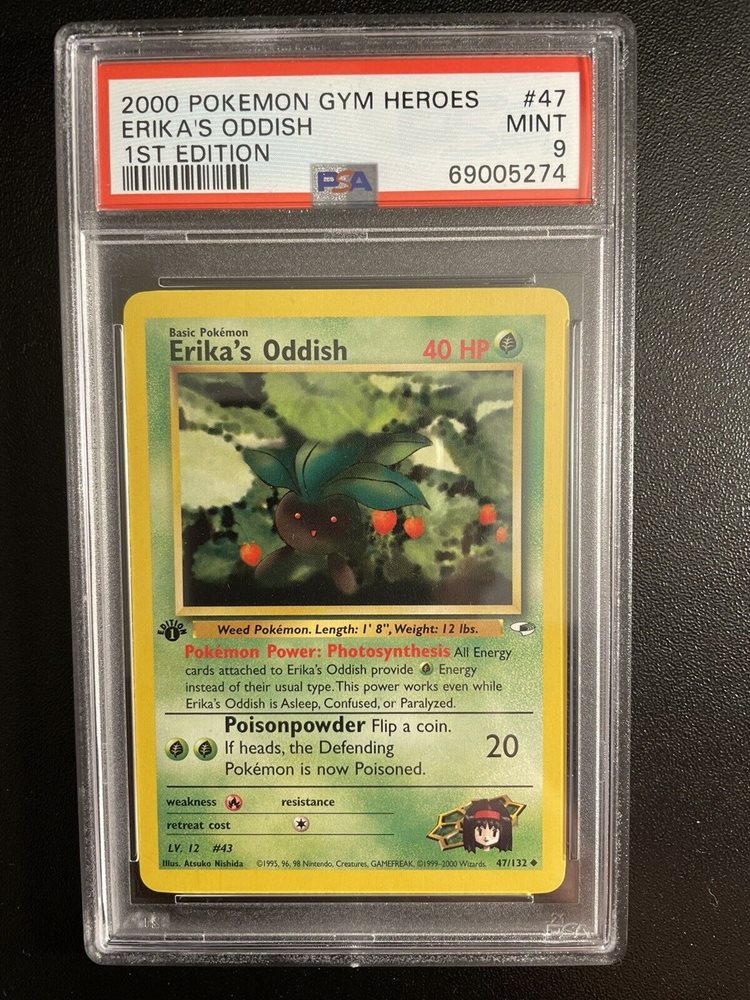 2000 POKEMON GYM HEROES #47
ERIKA'S ODDISH MINT
1ST EDITION 9
PSA 69005274
Basic Pokémon
Erika's Oddish 40 HP
EDITION 1
Weed Pokémon. Length: 1' 8", Weight: 12 lbs.
Pokémon Power: Photosynthesis All Energy
cards attached to Erika's Oddish provide Energy
instead of their usual type. This power works even while
Erika's Oddish is Asleep, Confused, or Paralyzed.
Poisonpowder Flip a coin.
If heads, the Defending 20
Pokémon is now Poisoned.
weakness resistance
retreat cost
LV. 12 #43
Illus. Atsuko Nishida ©1995, 96, 98 Nintendo, Creatures, GAMEFREAK. ©1999-2000 Wizards. 47/132
PSA